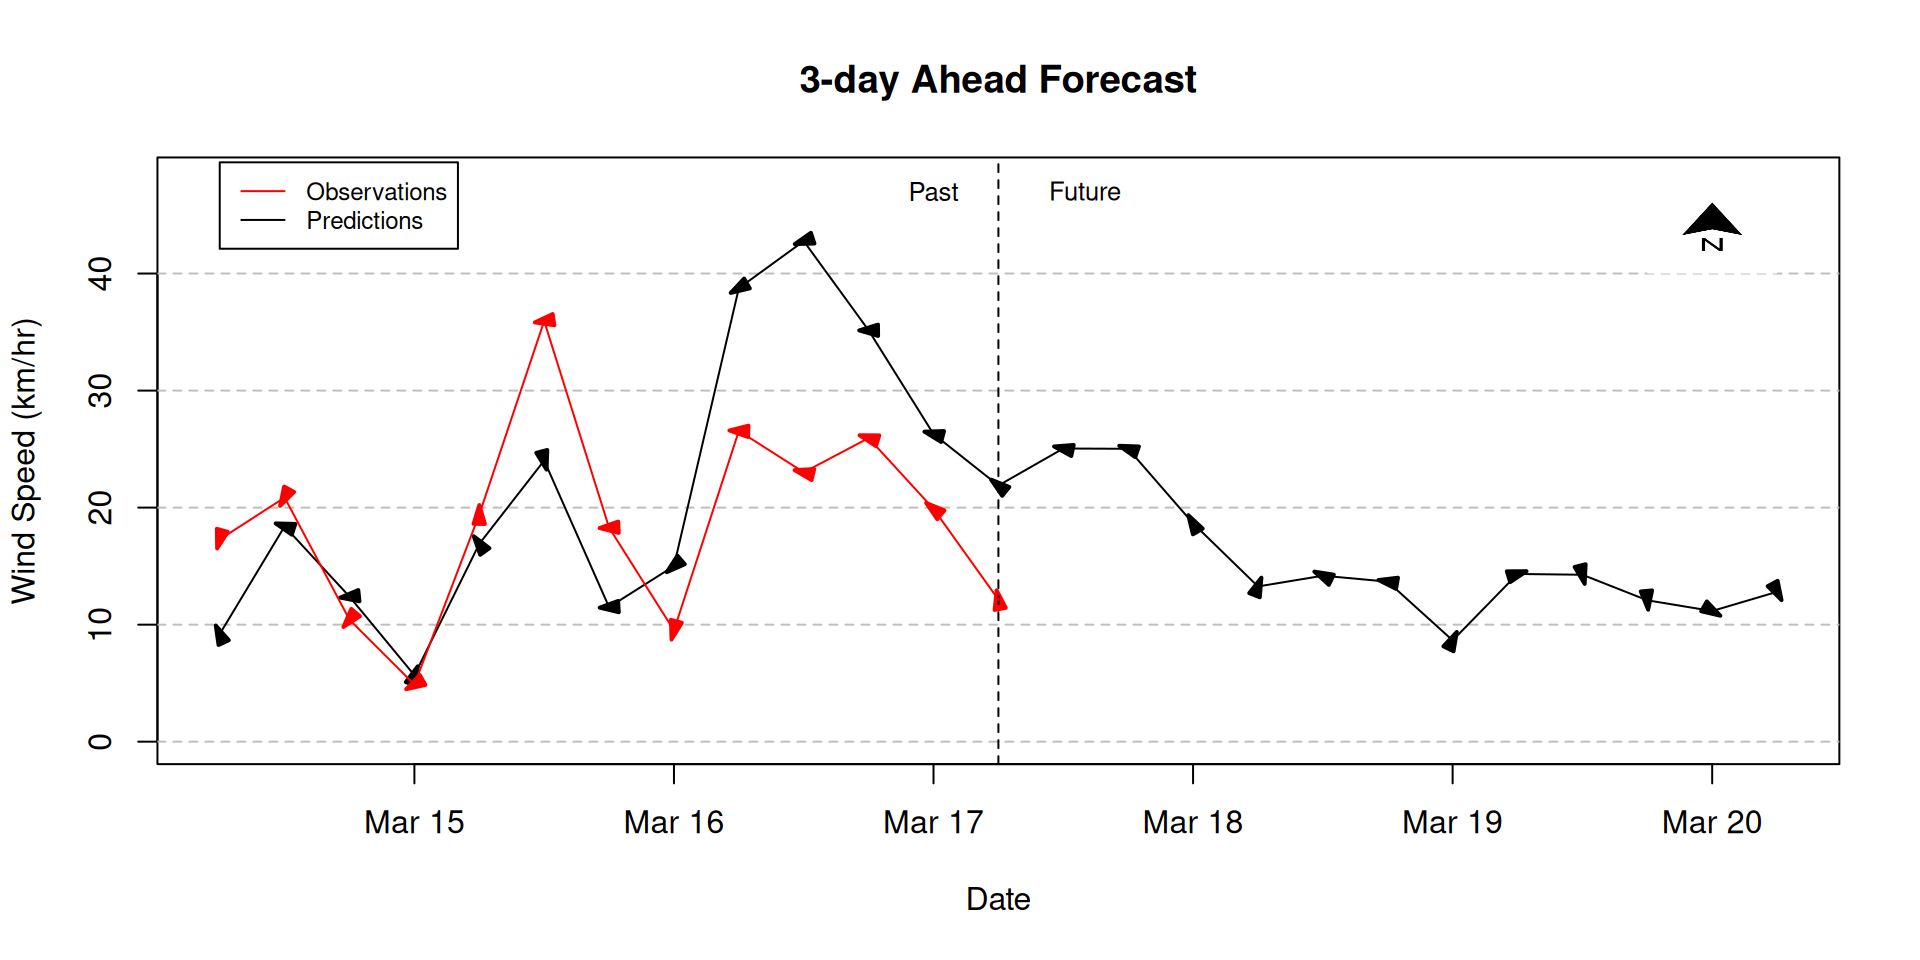 3-day Ahead Forecast
Observations
Predictions
Past
Future
N
Wind Speed (km/hr)
40
30
20
10
0
Mar 15
Mar 16
Mar 17
Mar 18
Mar 19
Mar 20
Date